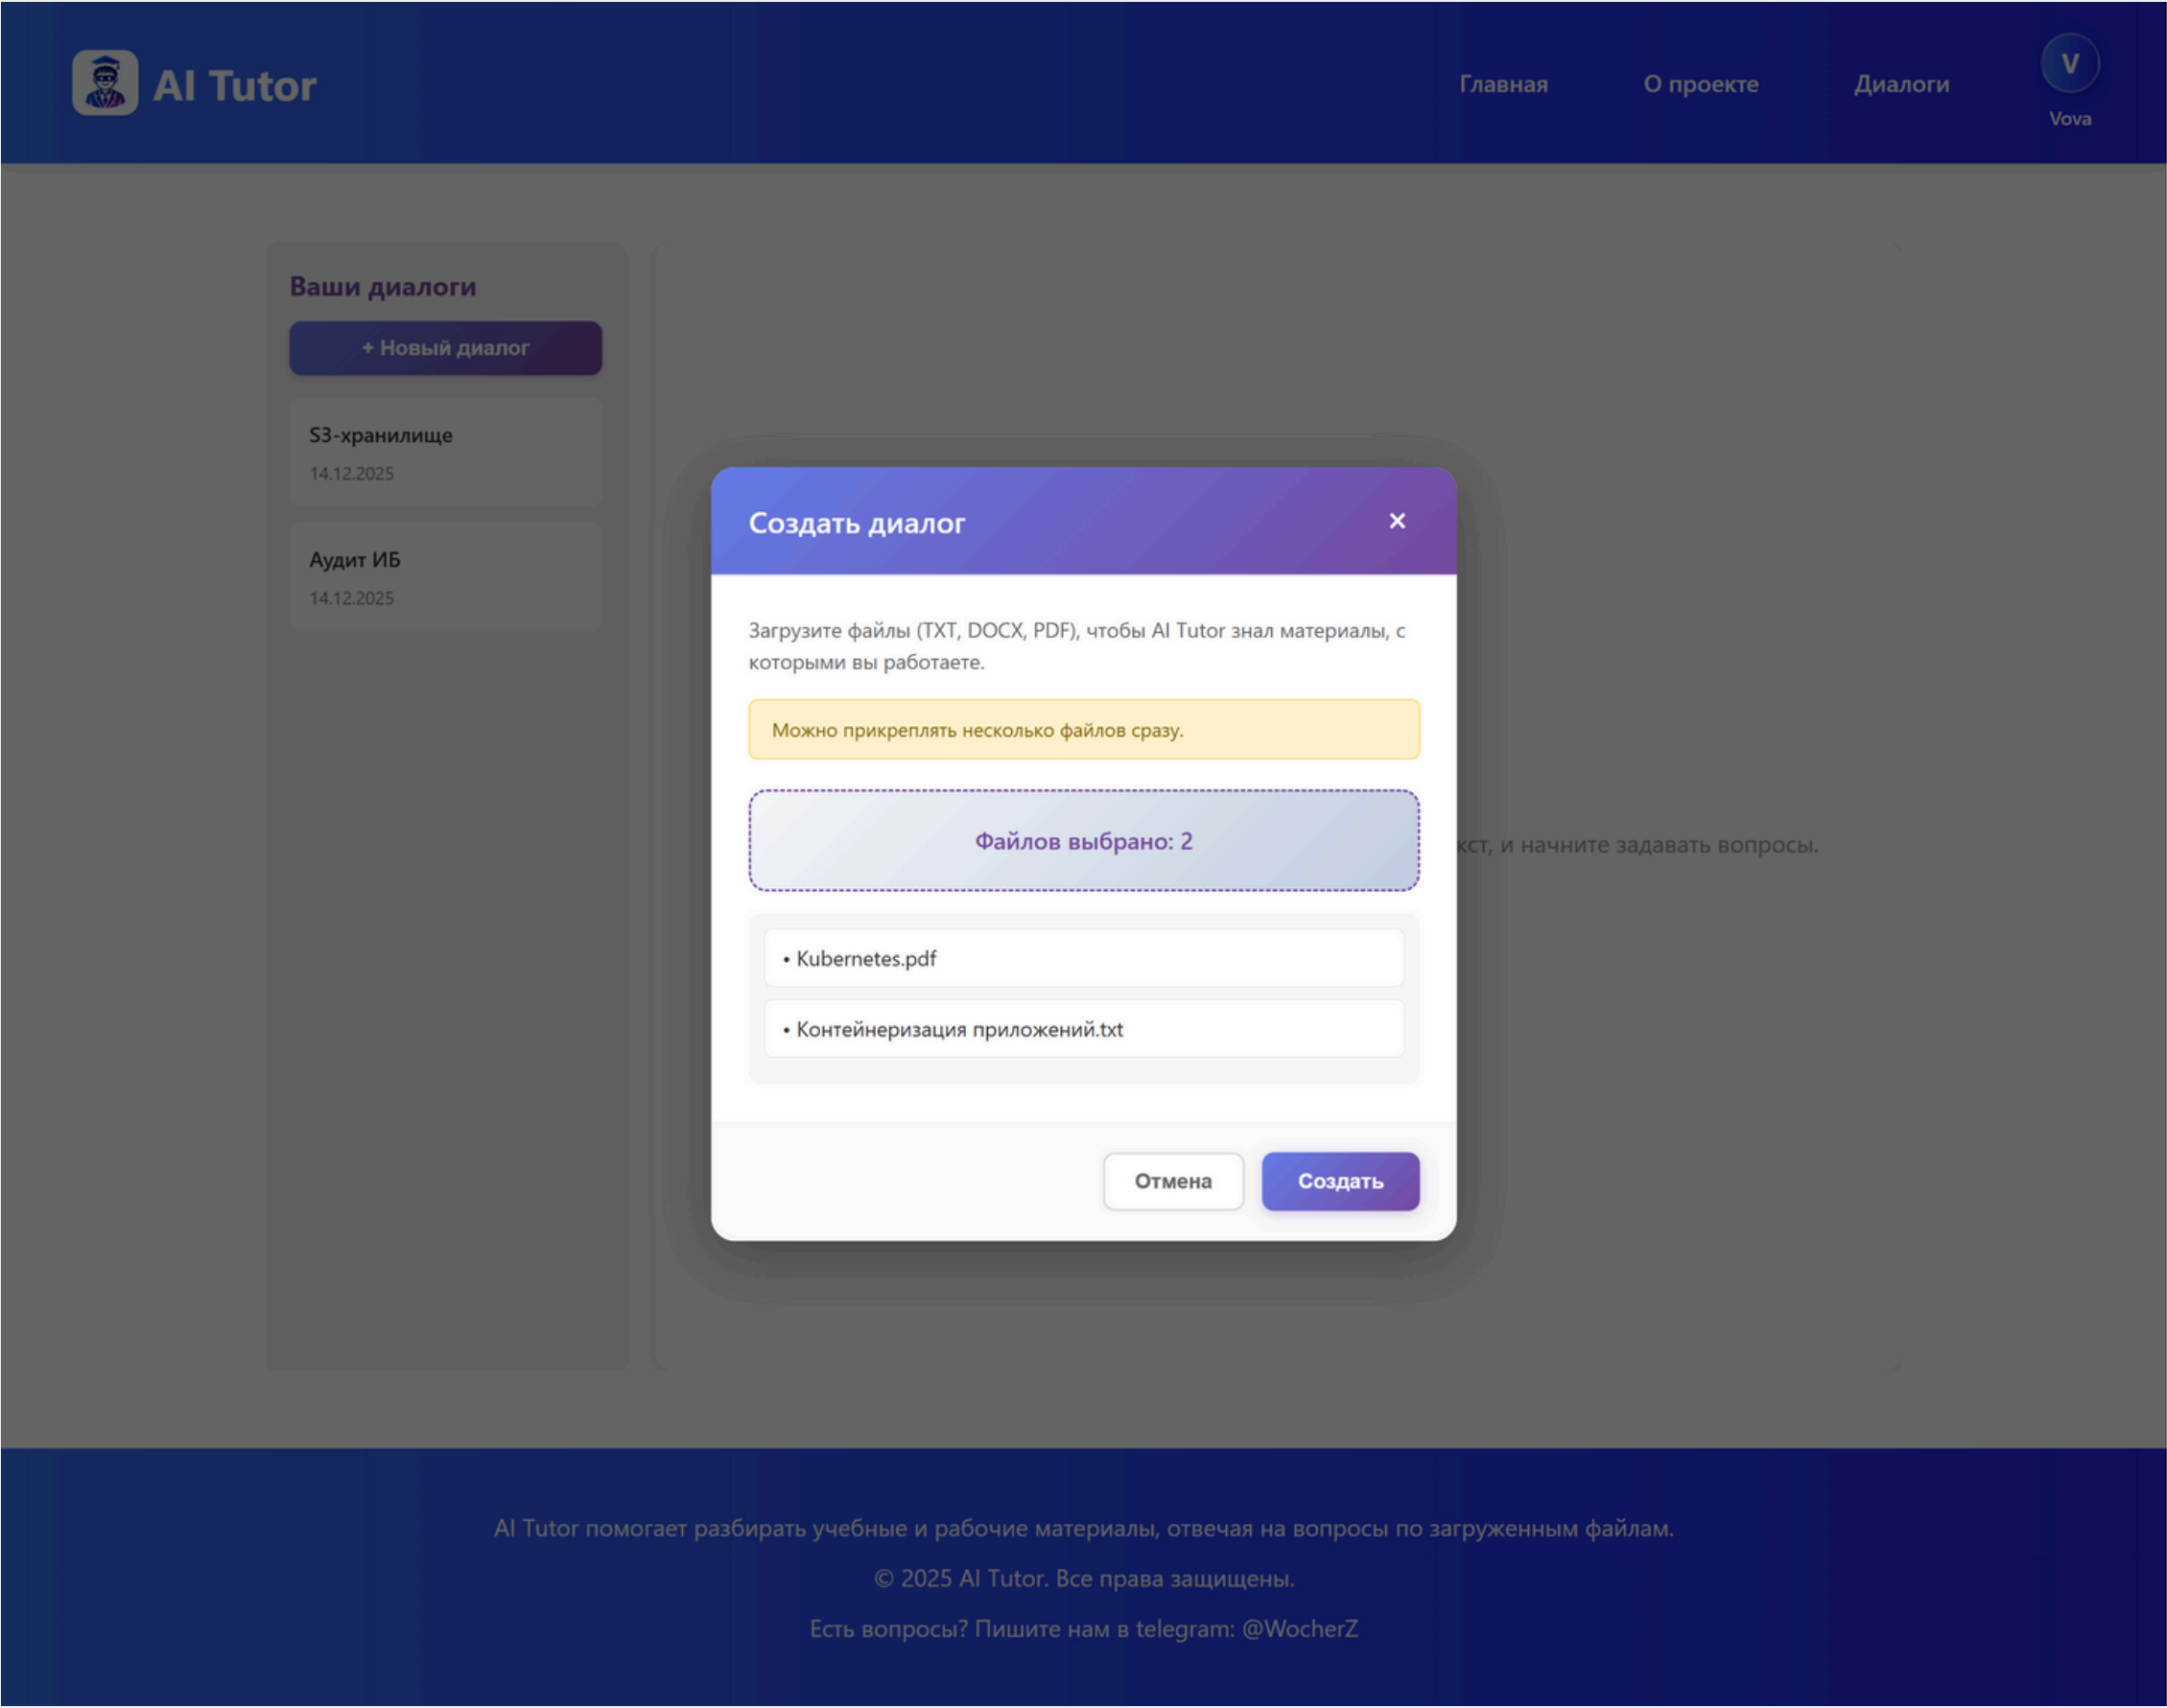 AI Tutor
Главная
О проекте
Диалоги
V
Vova
Ваши диалоги
+ Новый диалог
S3-хранилище
14.12.2025
Аудит ИБ
14.12.2025
Создать диалог
×
Загрузите файлы (TXT, DOCX, PDF), чтобы AI Tutor знал материалы, с
которыми вы работаете.
Можно прикреплять несколько файлов сразу.
Файлов выбрано: 2
и начните задавать вопросы.
• Kubernetes.pdf
• Контейнеризация приложений.txt
Отмена
Создать
AI Tutor помогает разбирать учебные и рабочие материалы, отвечая на вопросы по загруженным файлам.
© 2025 AI Tutor. Все права защищены.
Есть вопросы? Пишите нам в telegram: @WocherZ